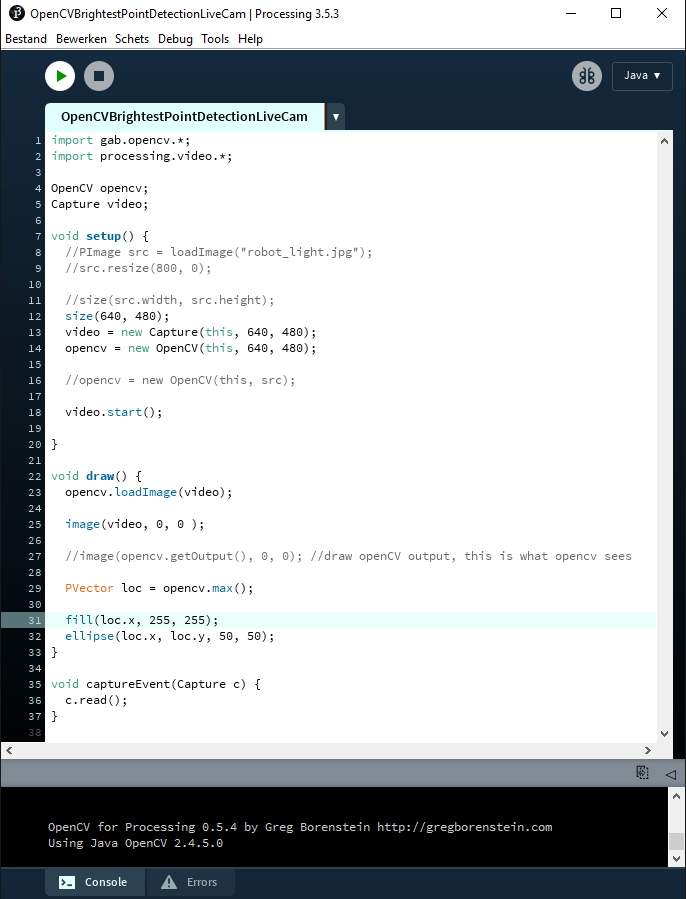 OpenCVBrightestPointDetectionLiveCam | Processing 3.5.3
Bestand Bewerken Schets Debug Tools Help
Java ▼
OpenCVBrightestPointDetectionLiveCam ▼
1 import gab.opencv.*;
2 import processing.video.*;
3
4 OpenCV opencv;
5 Capture video;
6
7 void setup() {
8 //PImage src = loadImage("robot_light.jpg");
9 //src.resize(800, 0);
10
11 //size(src.width, src.height);
12 size(640, 480);
13 video = new Capture(this, 640, 480);
14 opencv = new OpenCV(this, 640, 480);
15
16 //opencv = new OpenCV(this, src);
17
18 video.start();
19
20 }
21
22 void draw() {
23 opencv.loadImage(video);
24
25 image(video, 0, 0 );
26
27 //image(opencv.getOutput(), 0, 0); //draw openCV output, this is what opencv sees
28
29 PVector loc = opencv.max();
30
31 fill(loc.x, 255, 255);
32 ellipse(loc.x, loc.y, 50, 50);
33 }
34
35 void captureEvent(Capture c) {
36 c.read();
37 }
38
OpenCV for Processing 0.5.4 by Greg Borenstein http://gregborenstein.com
Using Java OpenCV 2.4.5.0
Console Errors